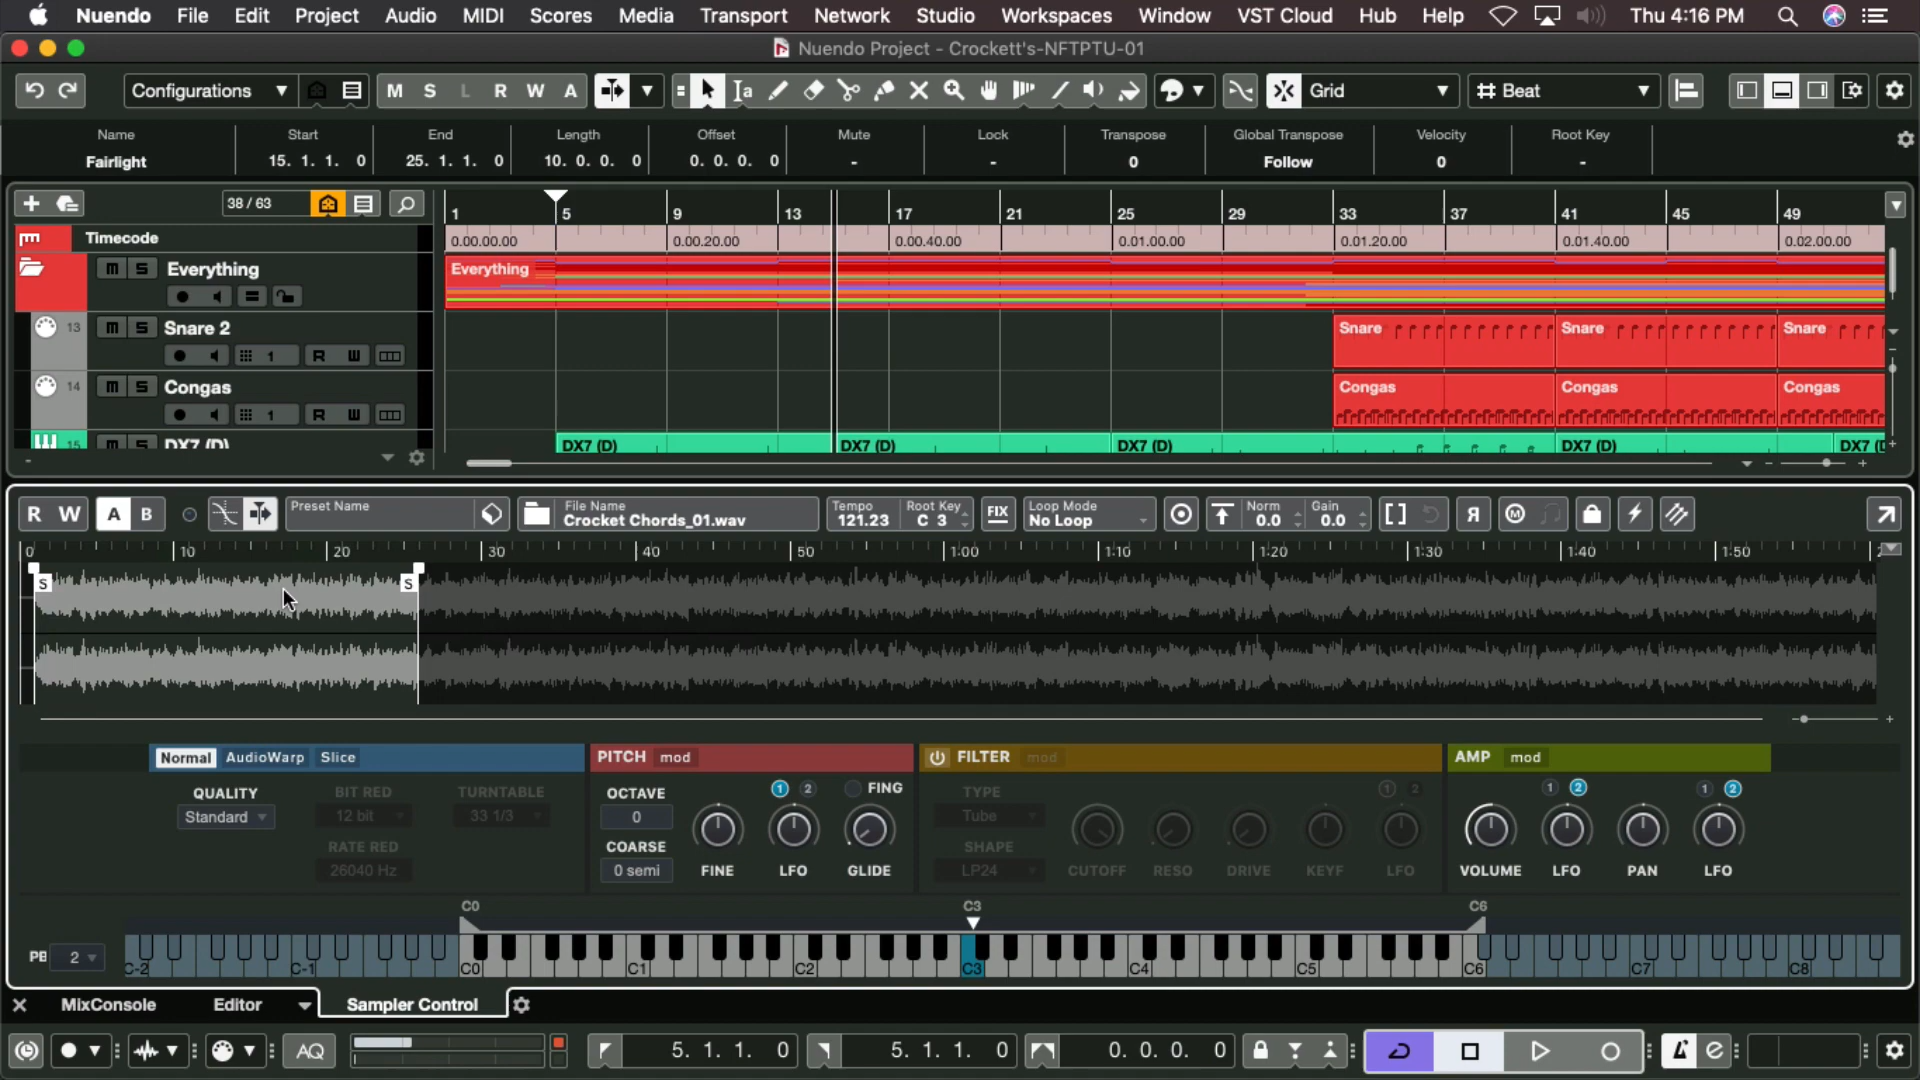 Nuendo File Edit Project Audio MIDI Scores Media Transport Network Studio Workspaces Window VST Cloud Hub Help Thu 4:16 PM
Nuendo Project - Crockett's-NFTPTU-01
Configurations M S L R W A Grid # Beat
Name Start End Length Offset Mute Lock Transpose Global Transpose Velocity Root Key
Fairlight 15. 1. 1. 0 25. 1. 1. 0 10. 0. 0. 0 0. 0. 0. 0 - - 0 Follow 0 -
38 / 63 1 5 9 13 17 21 25 29 33 37 41 45 49
Timecode 0.00.00.00 0.00.20.00 0.00.40.00 0.01.00.00 0.01.20.00 0.01.40.00 0.02.00.00
m S Everything Everything
13 m S Snare 2 Snare Snare Snare
1 R W
14 m S Congas Congas Congas Congas
1 R W
15 m S DX7 (D) DX7 (D) DX7 (D) DX7 (D) DX7 (D) DX7 (D
R W A B Preset Name File Name Tempo Root Key FIX Loop Mode Norm Gain
Crocket Chords_01.wav 121.23 C 3 No Loop 0.0 0.0
0 10 20 30 40 50 1:00 1:10 1:20 1:30 1:40 1:50 2
S S
Normal AudioWarp Slice PITCH mod FILTER mod AMP mod
QUALITY BIT RED TURNTABLE OCTAVE 1 2 FING TYPE 1 2 1 2 1 2
Standard 12 bit 33 1/3 0 Tube
RATE RED COARSE SHAPE
26040 Hz 0 semi FINE LFO GLIDE LP24 CUTOFF RESO DRIVE KEYF LFO VOLUME LFO PAN LFO
C0 C3 C6
PB 2 C-2 C-1 C0 C1 C2 C3 C4 C5 C6 C7 C8
MixConsole Editor Sampler Control
AQ 5. 1. 1. 0 5. 1. 1. 0 0. 0. 0. 0